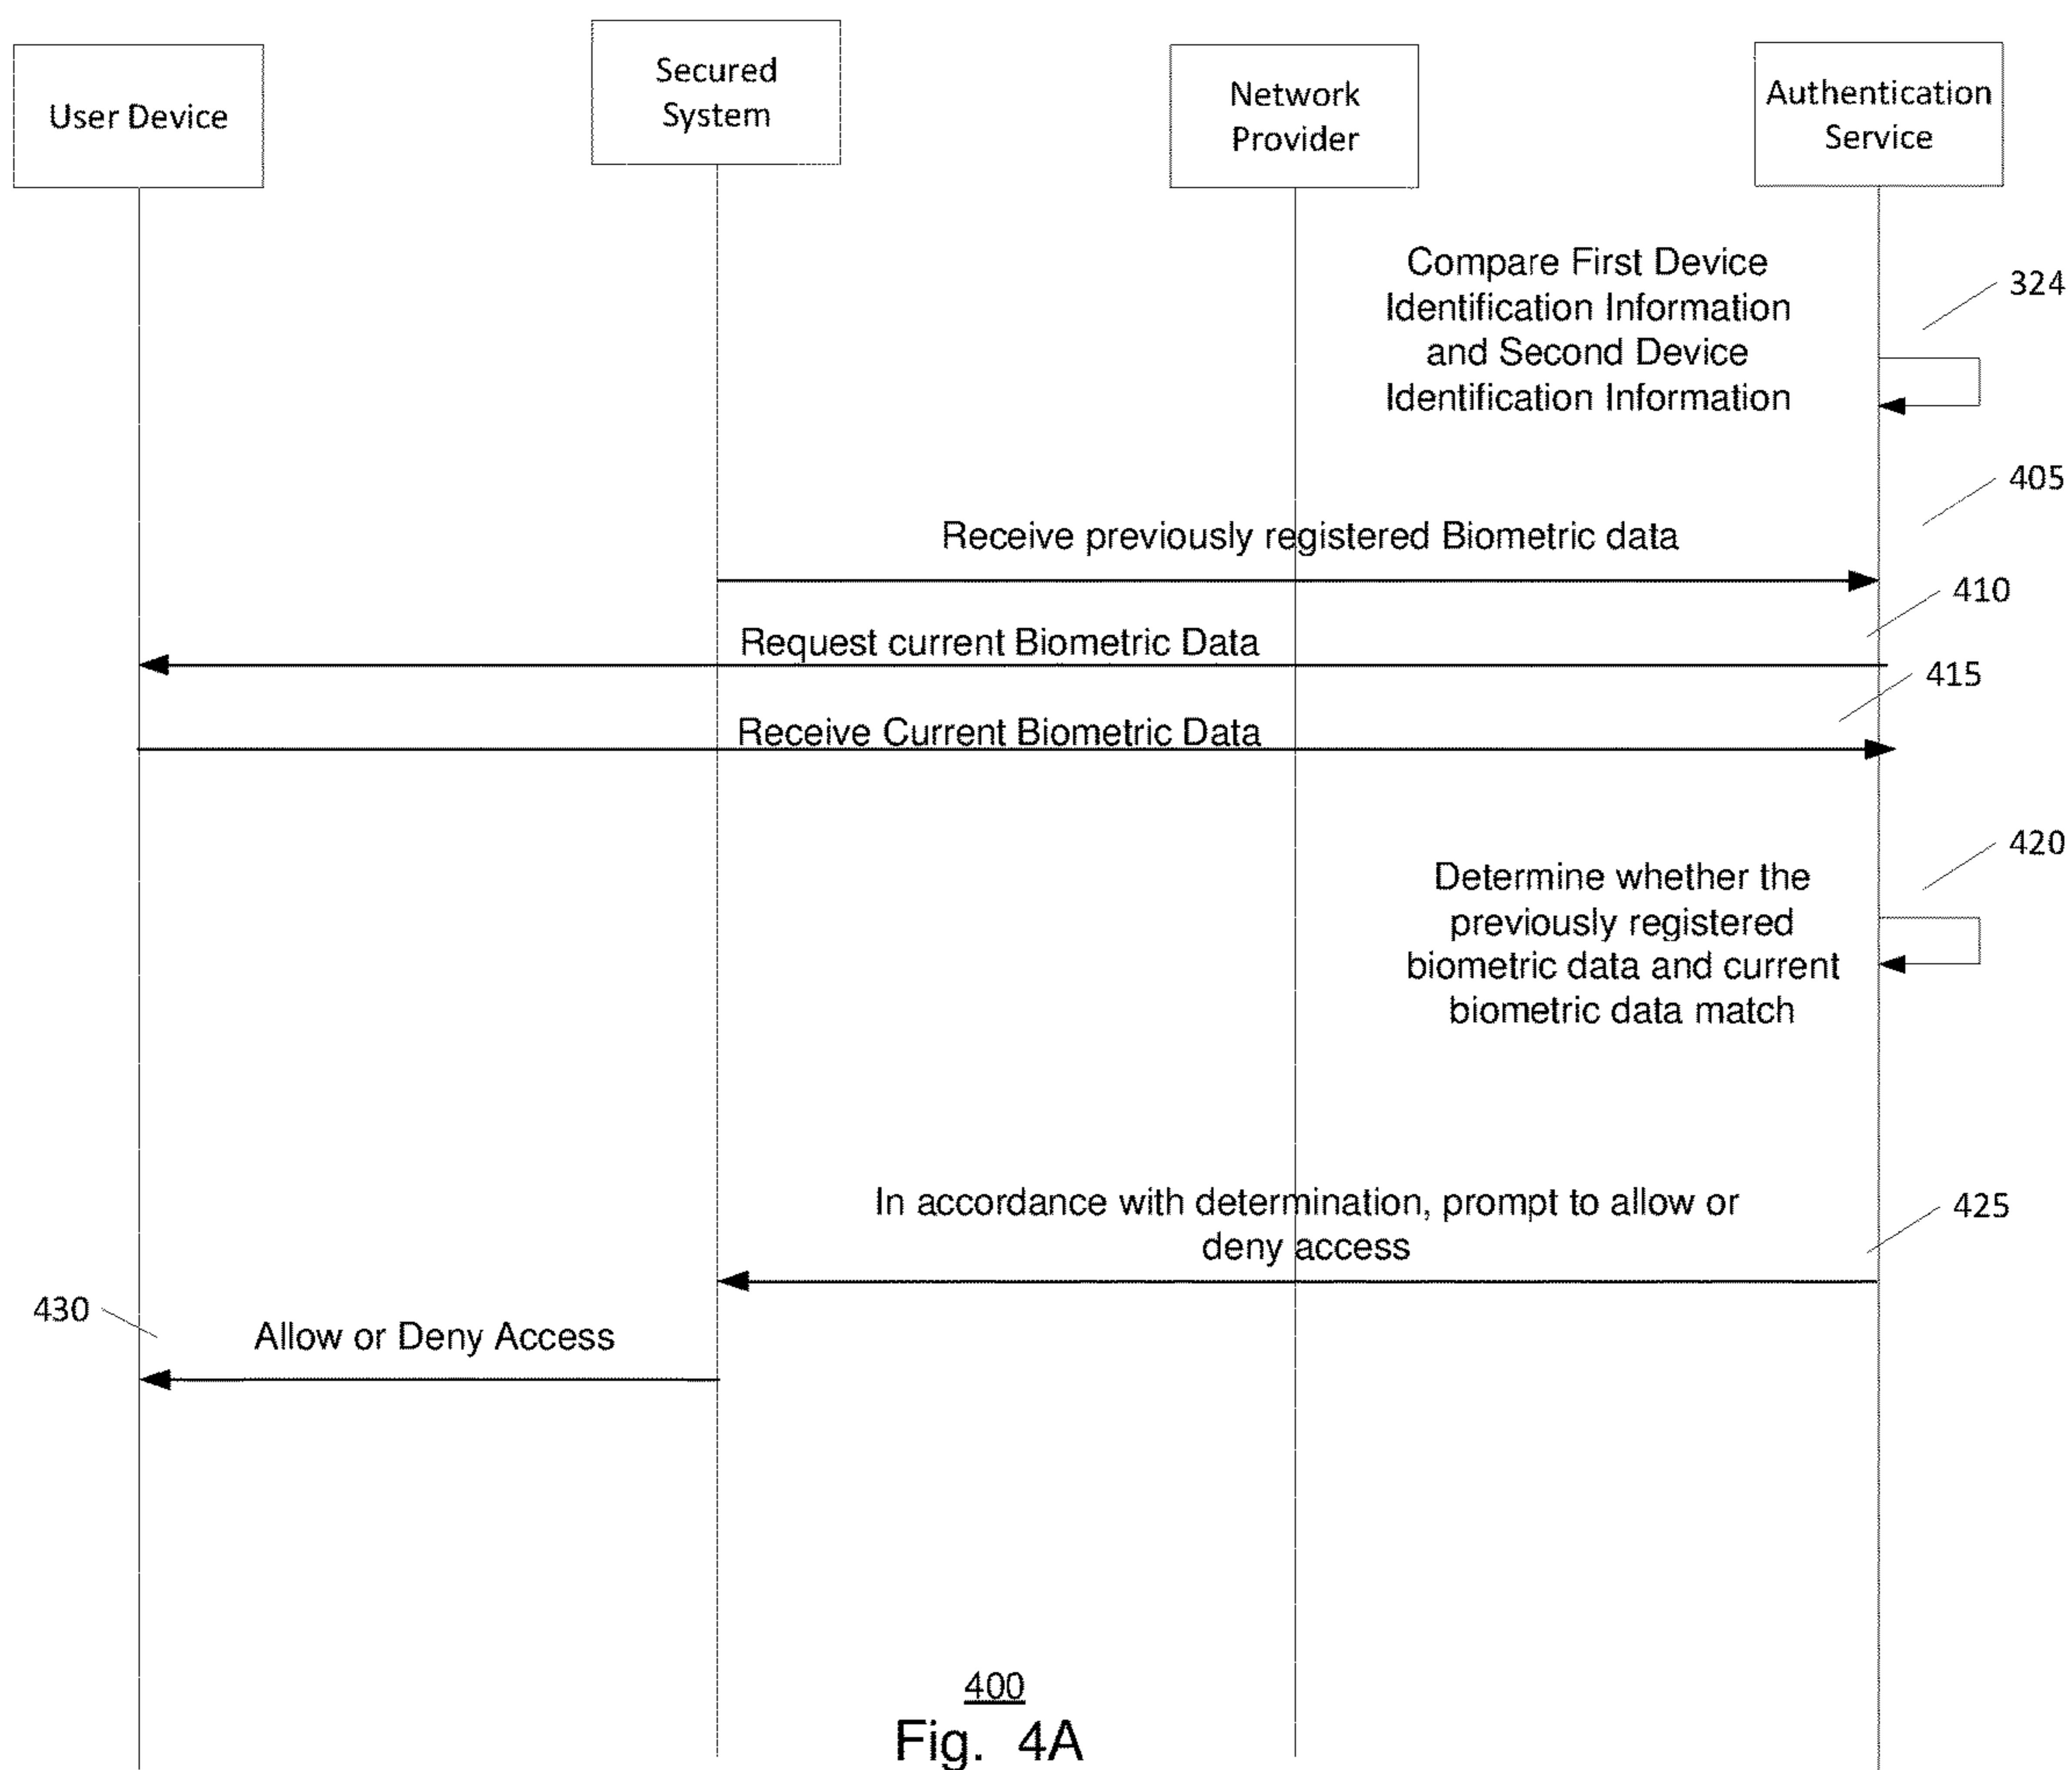 User Device
Secured
System
Network
Provider
Authentication
Service
Compare First Device
Identification Information
and Second Device
Identification Information
324
405
Receive previously registered Biometric data
410
Request current Biometric Data
415
Receive Current Biometric Data
420
Determine whether the
previously registered
biometric data and current
biometric data match
In accordance with determination, prompt to allow or
deny access
425
430
Allow or Deny Access
400
Fig. 4A